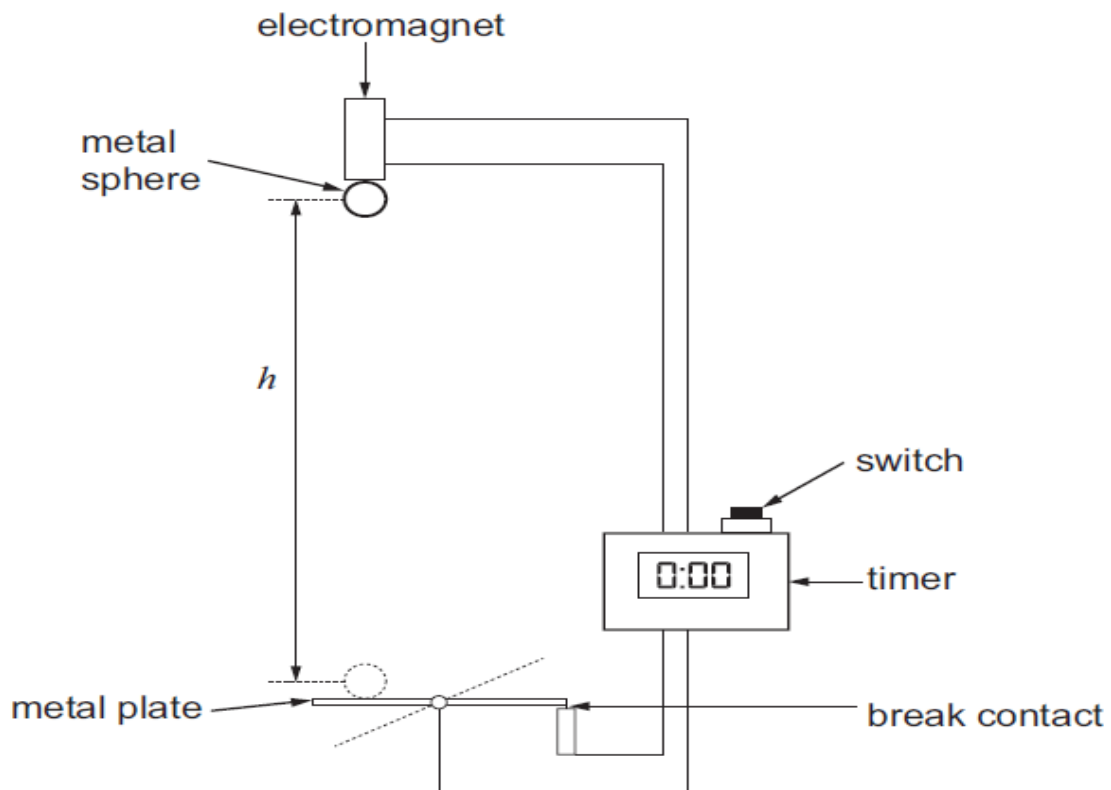 electromagnet
metal
sphere
h
switch
0:00
timer
metal plate
break contact